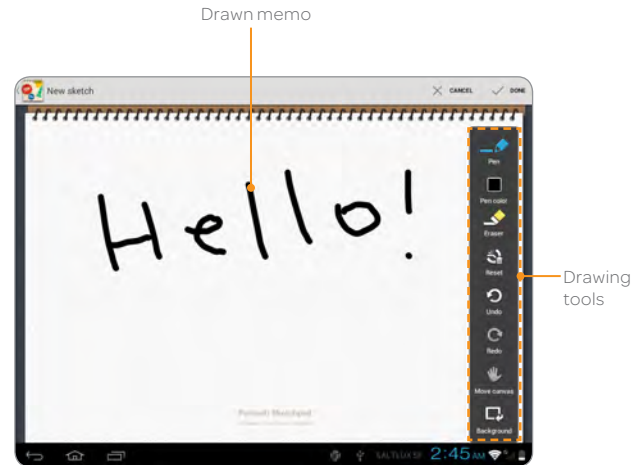 Drawn memo
New sketch
CANCEL
DONE
Hello!
Pen
Pen color
Eraser
Reset
Undo
Redo
Move canvas
Background
Drawing
tools
2:45 AM